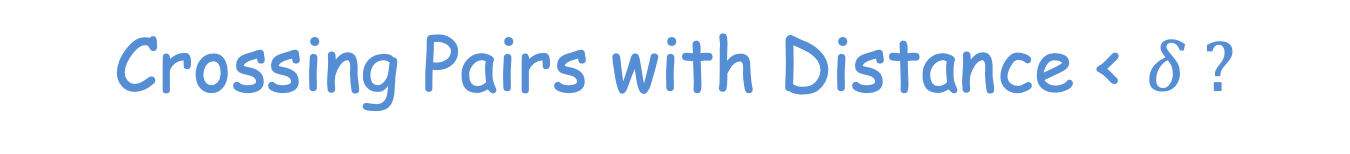 Crossing Pairs with Distance < 𝛿 ?